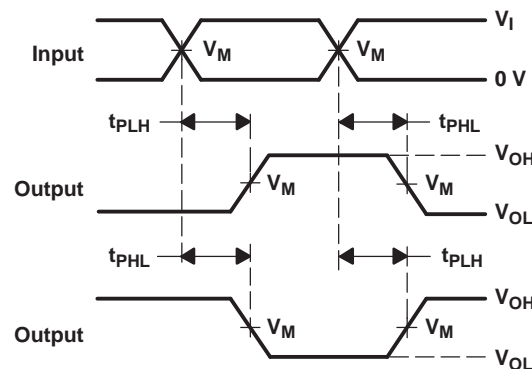 V_I
Input V_M V_M
0 V
t_PLH t_PHL
V_OH
Output V_M V_M
V_OL
t_PHL t_PLH
V_OH
V_M V_M
Output
V_OL